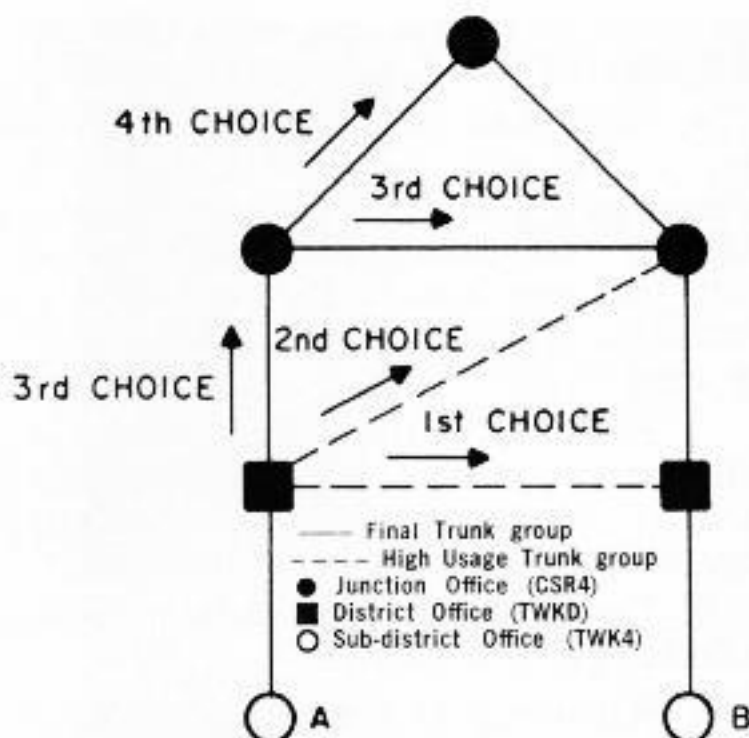 4th CHOICE
3rd CHOICE
2nd CHOICE
3rd CHOICE
1st CHOICE
Final Trunk group
High Usage Trunk group
Junction Office (CSR4)
District Office (TWKD)
Sub-district Office (TWK4)
A
B